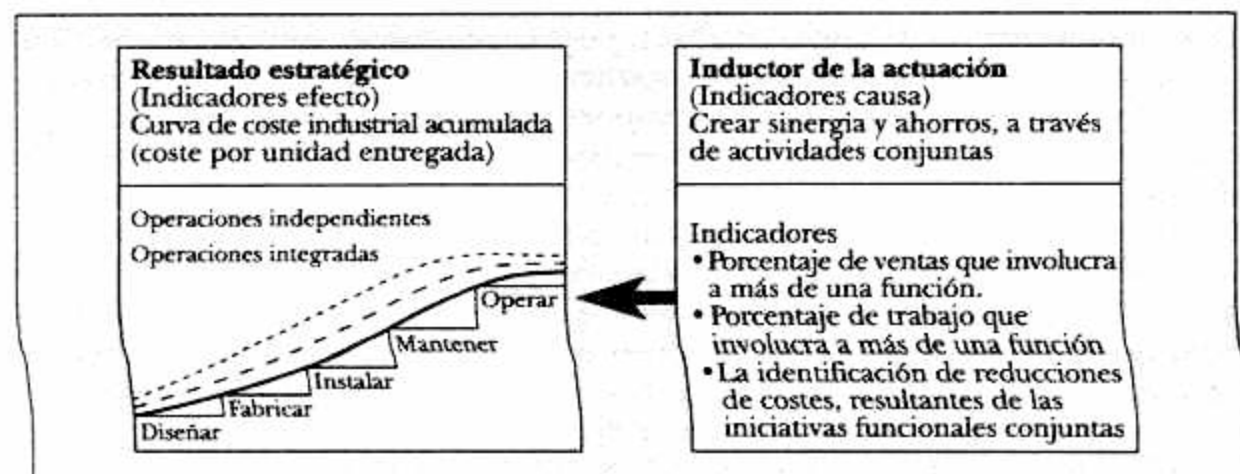 Resultado estratégico
(Indicadores efecto)
Curva de coste industrial acumulada
(coste por unidad entregada)
Operaciones independientes
Operaciones integradas
Operar
Mantener
Instalar
Fabricar
Diseñar
Inductor de la actuación
(Indicadores causa)
Crear sinergia y ahorros, a través
de actividades conjuntas
Indicadores
• Porcentaje de ventas que involucra
a más de una función.
• Porcentaje de trabajo que
involucra a más de una función
• La identificación de reducciones
de costes, resultantes de las
iniciativas funcionales conjuntas